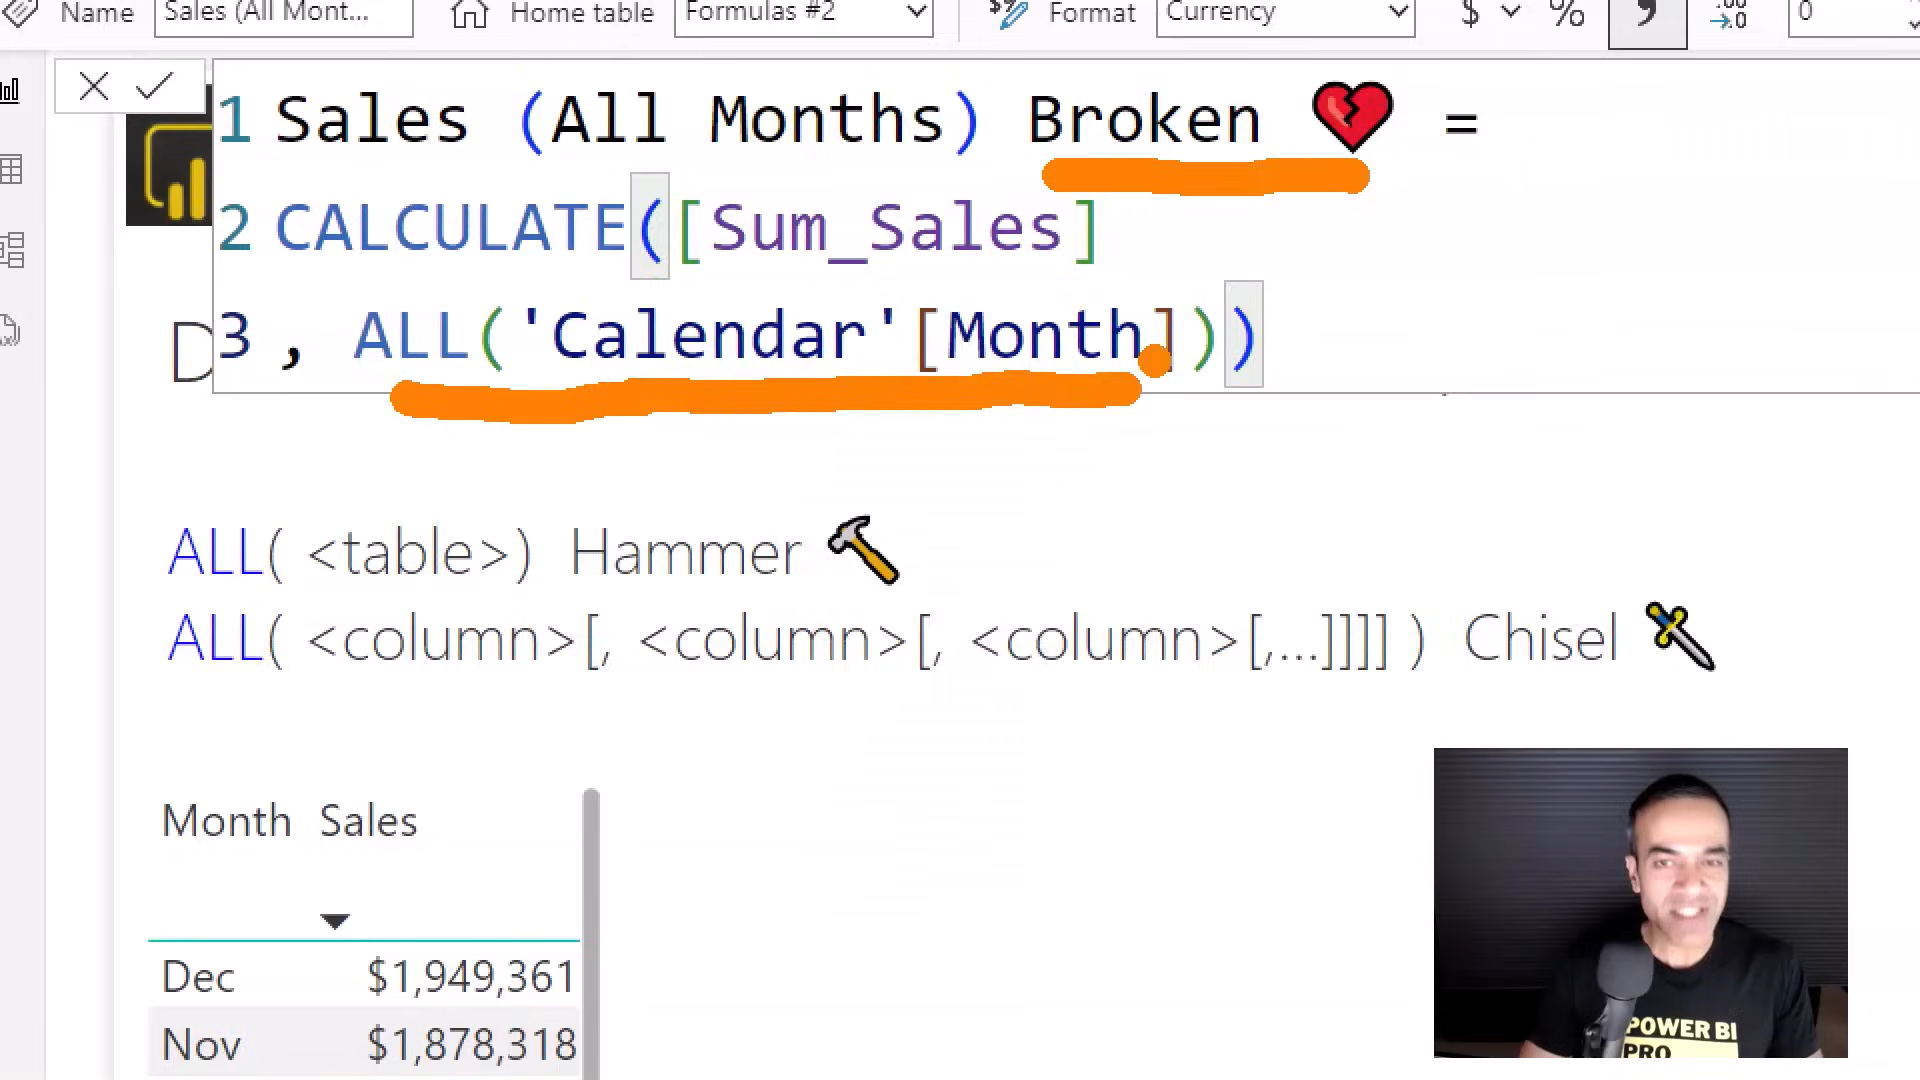 Name Sales (All Mont... Home table Formulas #2 Format Currency $ % 0
1 Sales (All Months) Broken 💔 =
2 CALCULATE([Sum_Sales]
3 , ALL('Calendar'[Month]))
D
ALL( <table>) Hammer
ALL( <column>[, <column>[, <column>[,...]]]] ) Chisel
Month Sales
Dec $1,949,361
Nov $1,878,318
POWER BI
PRO